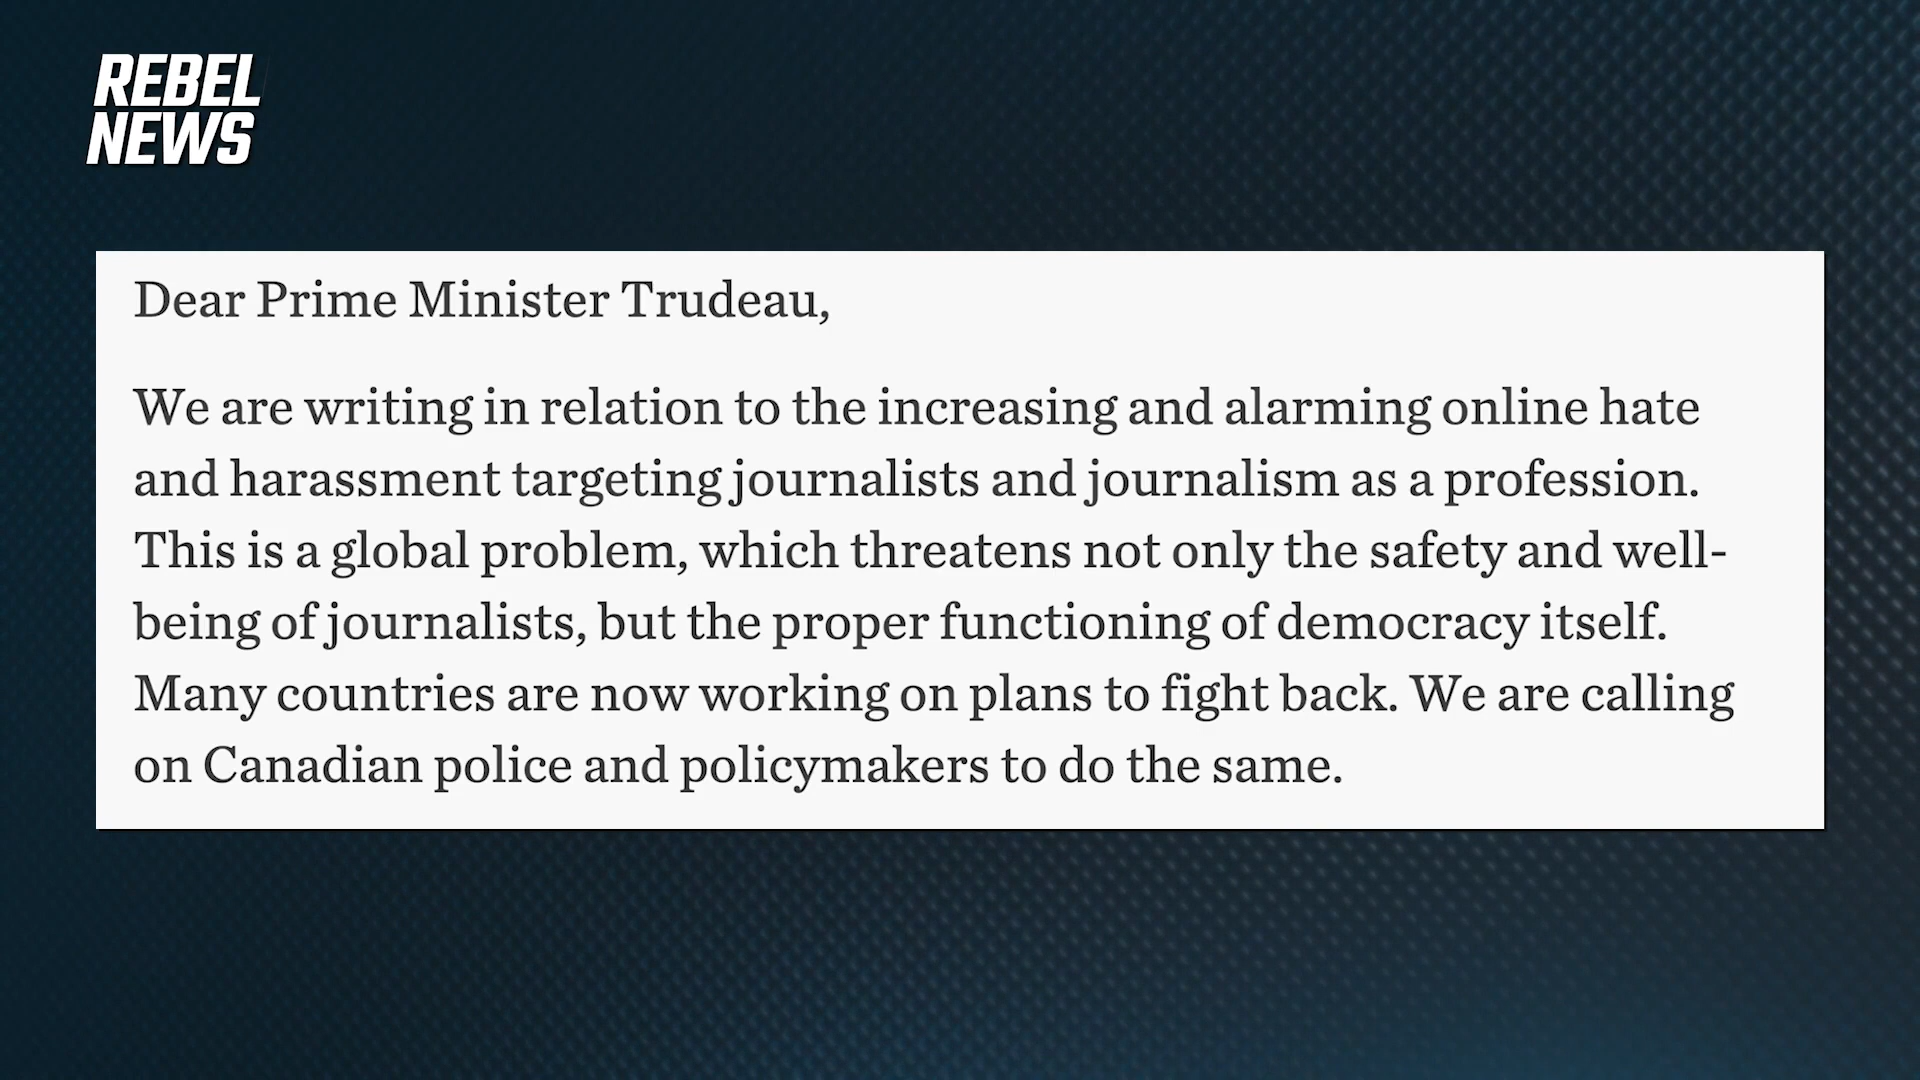 REBEL
NEWS
Dear Prime Minister Trudeau,
We are writing in relation to the increasing and alarming online hate
and harassment targeting journalists and journalism as a profession.
This is a global problem, which threatens not only the safety and well-
being of journalists, but the proper functioning of democracy itself.
Many countries are now working on plans to fight back. We are calling
on Canadian police and policymakers to do the same.